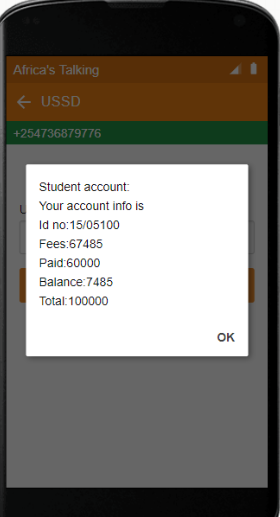 Africa's Talking
USSD
+254736879776
Student account:
Your account info is
Id no:15/05100
Fees:67485
Paid:60000
Balance:7485
Total:100000
OK